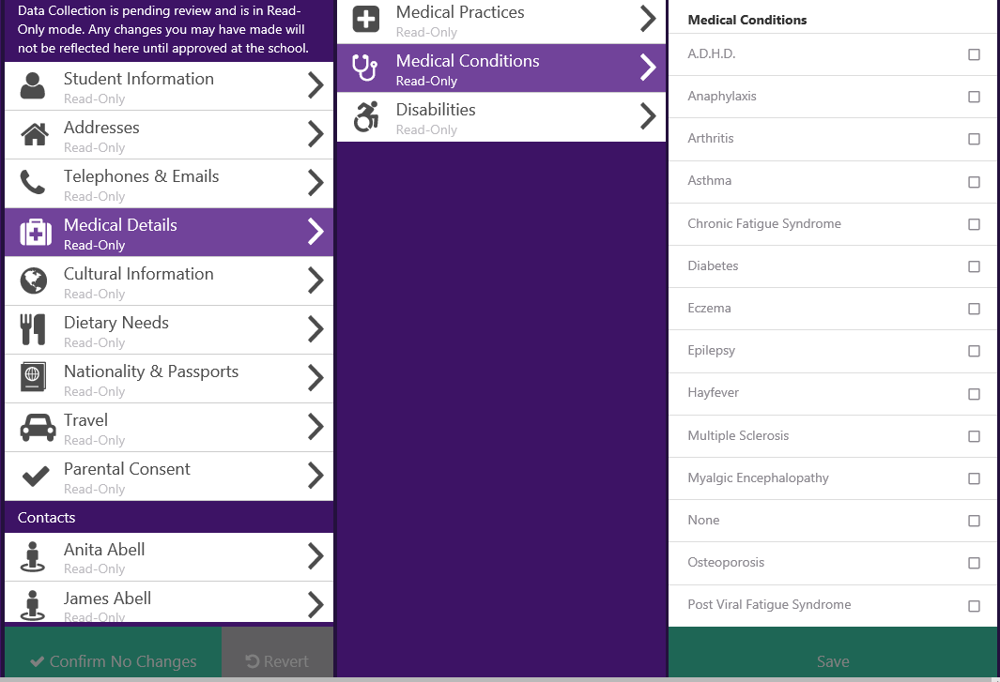 Data Collection is pending review and is in Read-
Only mode. Any changes you may have made will
not be reflected here until approved at the school.
Student Information
Read-Only
Addresses
Read-Only
Telephones & Emails
Read-Only
Medical Details
Read-Only
Cultural Information
Read-Only
Dietary Needs
Read-Only
Nationality & Passports
Read-Only
Travel
Read-Only
Parental Consent
Read-Only
Contacts
Anita Abell
Read-Only
James Abell
Read-Only
Confirm No Changes
Revert
Medical Practices
Read-Only
Medical Conditions
Read-Only
Disabilities
Read-Only
Medical Conditions
A.D.H.D.
Anaphylaxis
Arthritis
Asthma
Chronic Fatigue Syndrome
Diabetes
Eczema
Epilepsy
Hayfever
Multiple Sclerosis
Myalgic Encephalopathy
None
Osteoporosis
Post Viral Fatigue Syndrome
Save